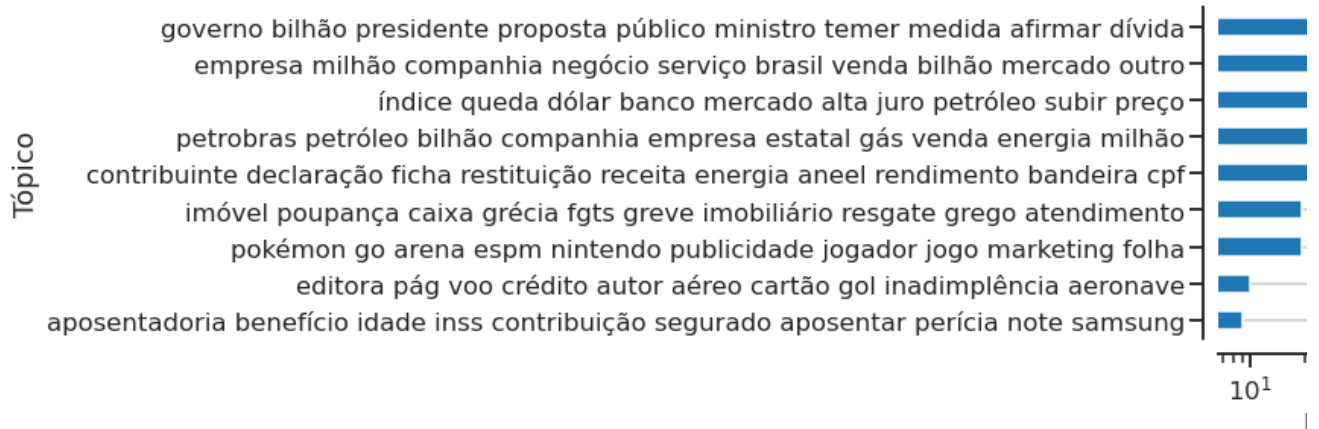 governo bilhão presidente proposta público ministro temer medida afirmar dívida
empresa milhão companhia negócio serviço brasil venda bilhão mercado outro
índice queda dólar banco mercado alta juro petróleo subir preço
petrobras petróleo bilhão companhia empresa estatal gás venda energia milhão
contribuinte declaração ficha restituição receita energia aneel rendimento bandeira cpf
imóvel poupança caixa grécia fgts greve imobiliário resgate grego atendimento
pokémon go arena espm nintendo publicidade jogador jogo marketing folha
editora pág voo crédito autor aéreo cartão gol inadimplência aeronave
aposentadoria benefício idade inss contribuição segurado aposentar perícia note samsung
Tópico
10¹